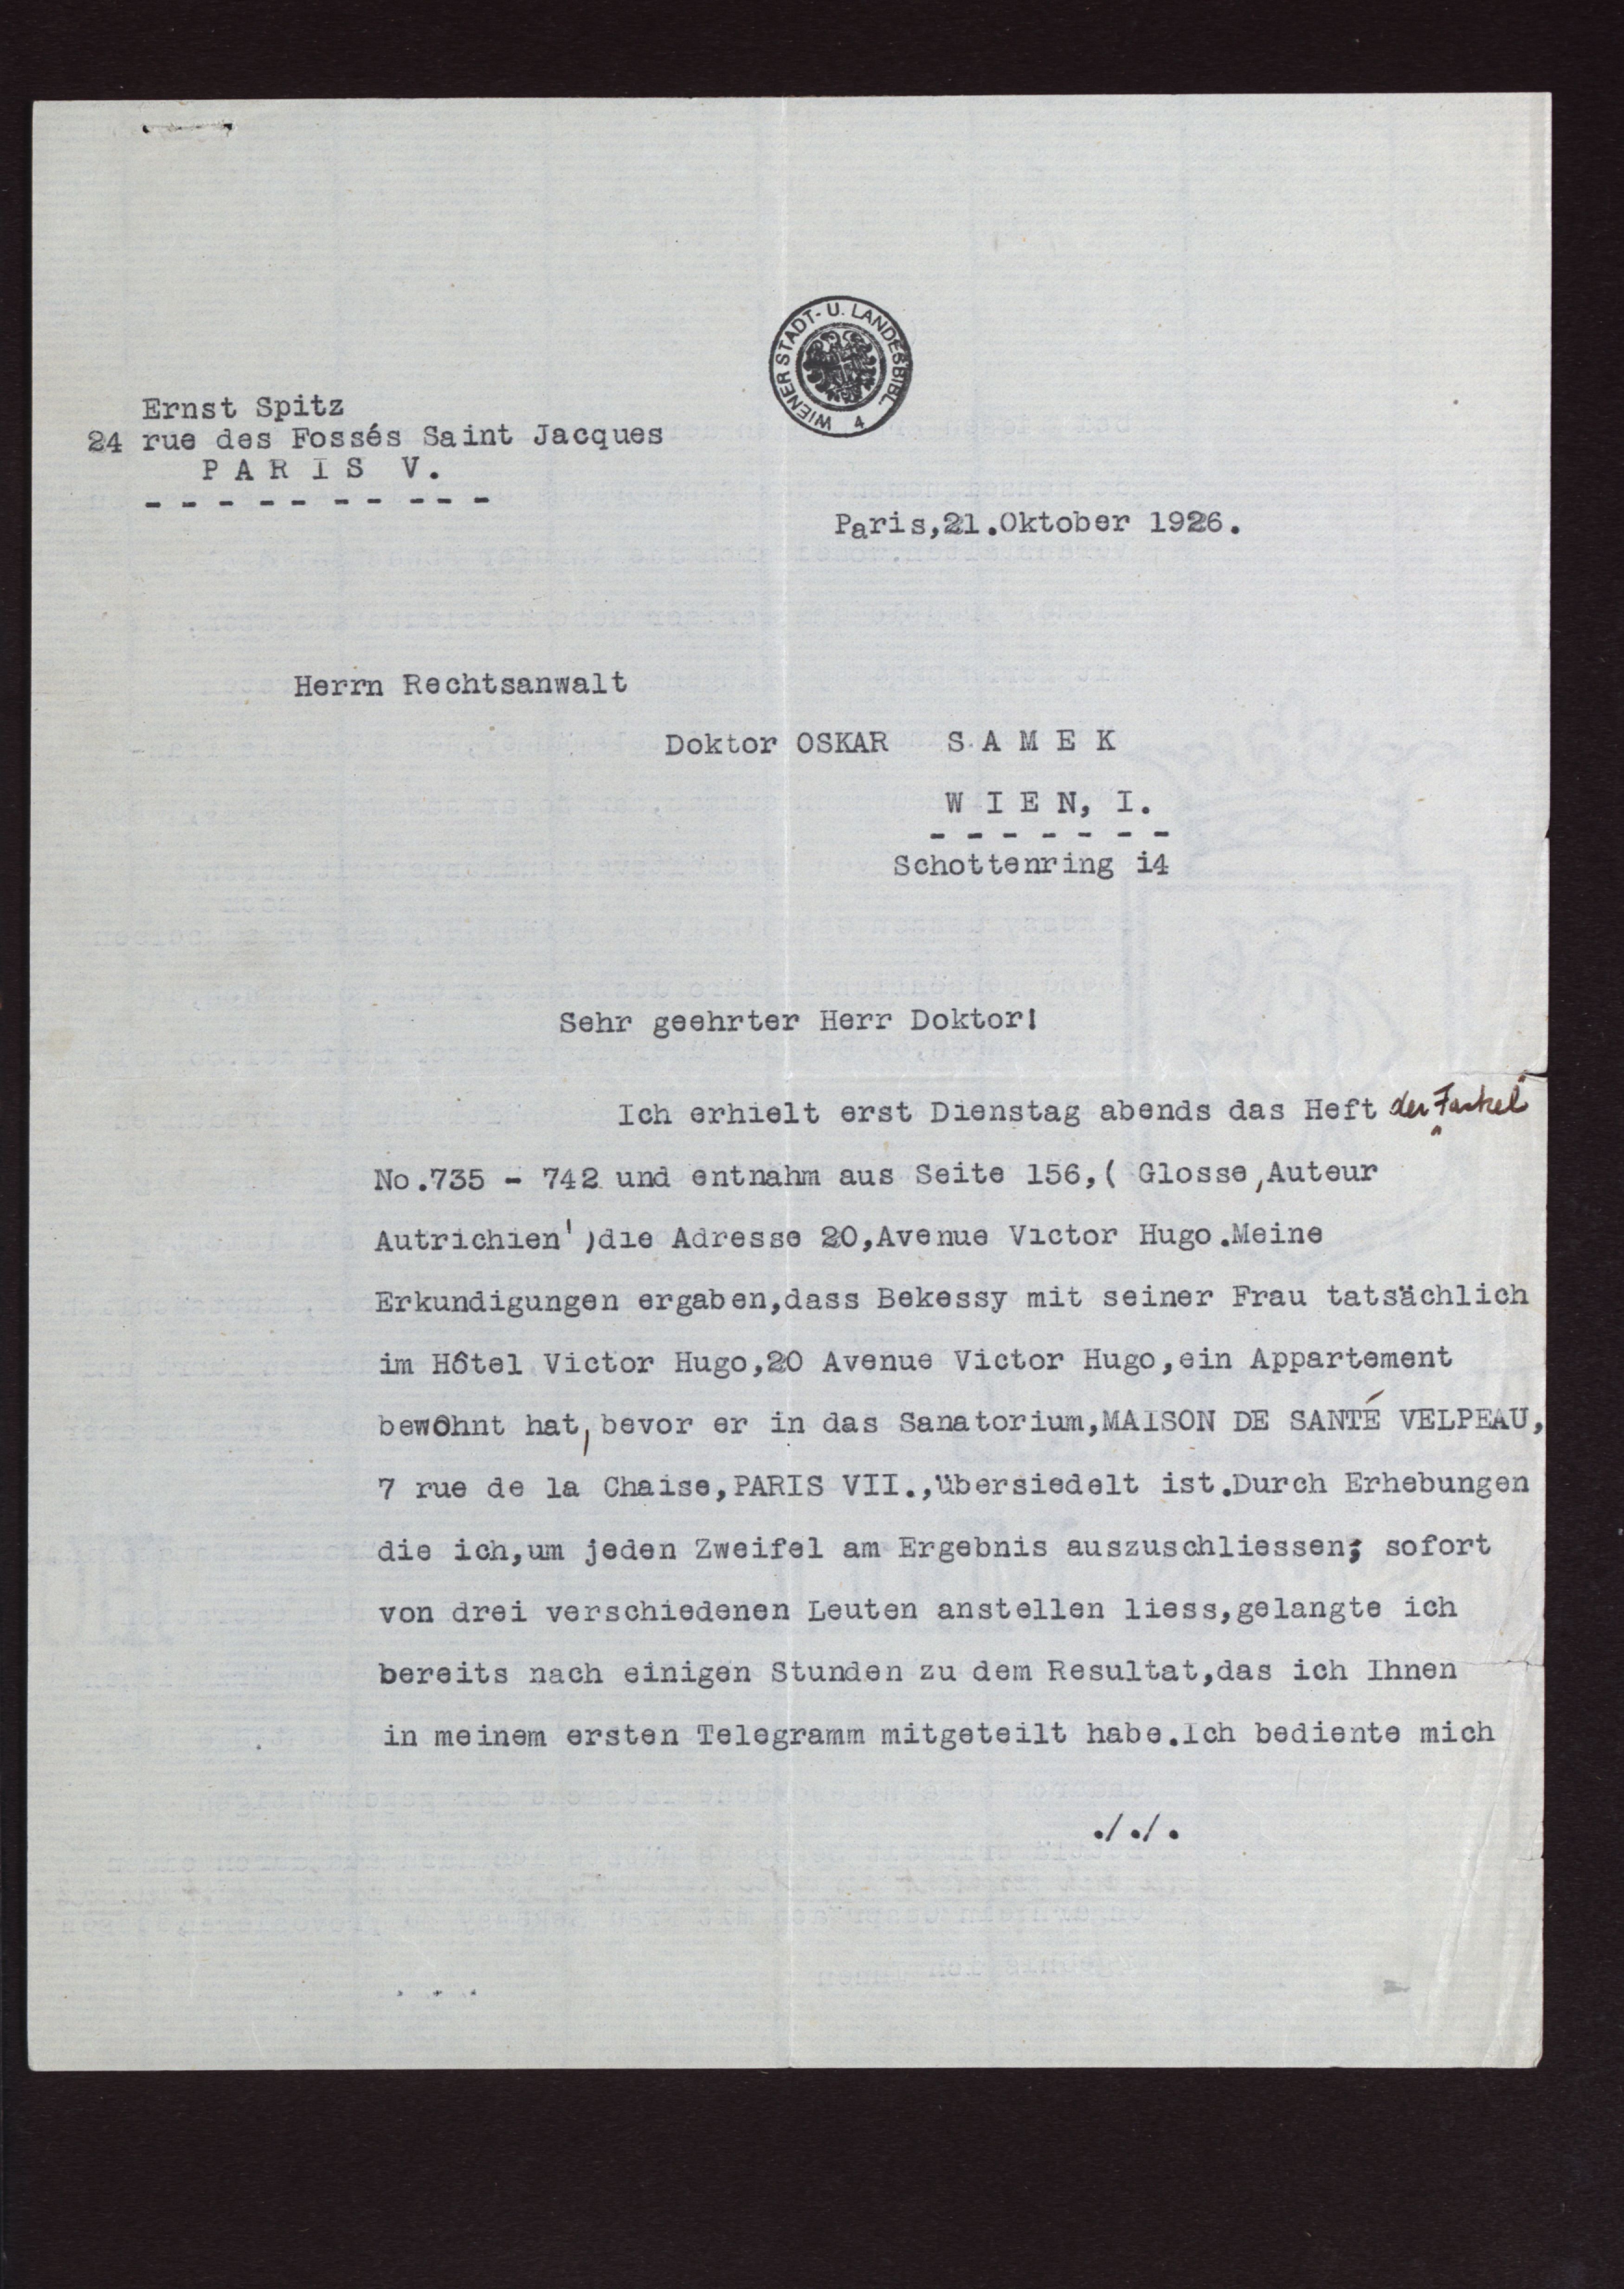 WIENER STADT- U. LANDESBIBL. 4
Ernst Spitz
24 rue des Fossés Saint Jacques
P A R I S V.
- - - - - - - - - -
Paris,21.Oktober 1926.
Herrn Rechtsanwalt
Doktor OSKAR S A M E K
W I E N, I.
- - - - - - -
Schottenring i4
Sehr geehrter Herr Doktor!
Ich erhielt erst Dienstag abends das Heft der "Fackel"
No.735 - 742 und entnahm aus Seite 156,( Glosse,Auteur
Autrichien')die Adresse 20,Avenue Victor Hugo.Meine
Erkundigungen ergaben,dass Bekessy mit seiner Frau tatsächlich
im Hôtel Victor Hugo,20 Avenue Victor Hugo,ein Appartement
bewohnt hat, bevor er in das Sanatorium,MAISON DE SANTÉ VELPEAU,
7 rue de la Chaise,PARIS VII.,übersiedelt ist.Durch Erhebungen
die ich,um jeden Zweifel am Ergebnis auszuschliessen; sofort
von drei verschiedenen Leuten anstellen liess,gelangte ich
bereits nach einigen Stunden zu dem Resultat,das ich Ihnen
in meinem ersten Telegramm mitgeteilt habe.Ich bediente mich
./ ./.